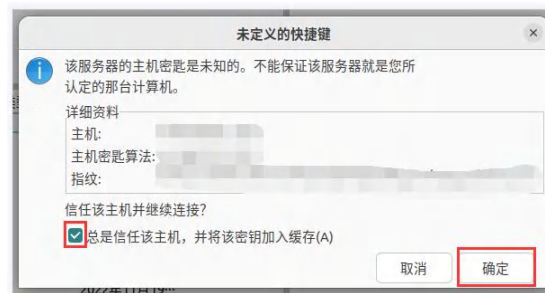 未定义的快捷键
该服务器的主机密匙是未知的。不能保证该服务器就是您所
认定的那台计算机。
详细资料
主机:
主机密匙算法:
指纹:
信任该主机并继续连接?
总是信任该主机，并将该密钥加入缓存(A)
取消
确定